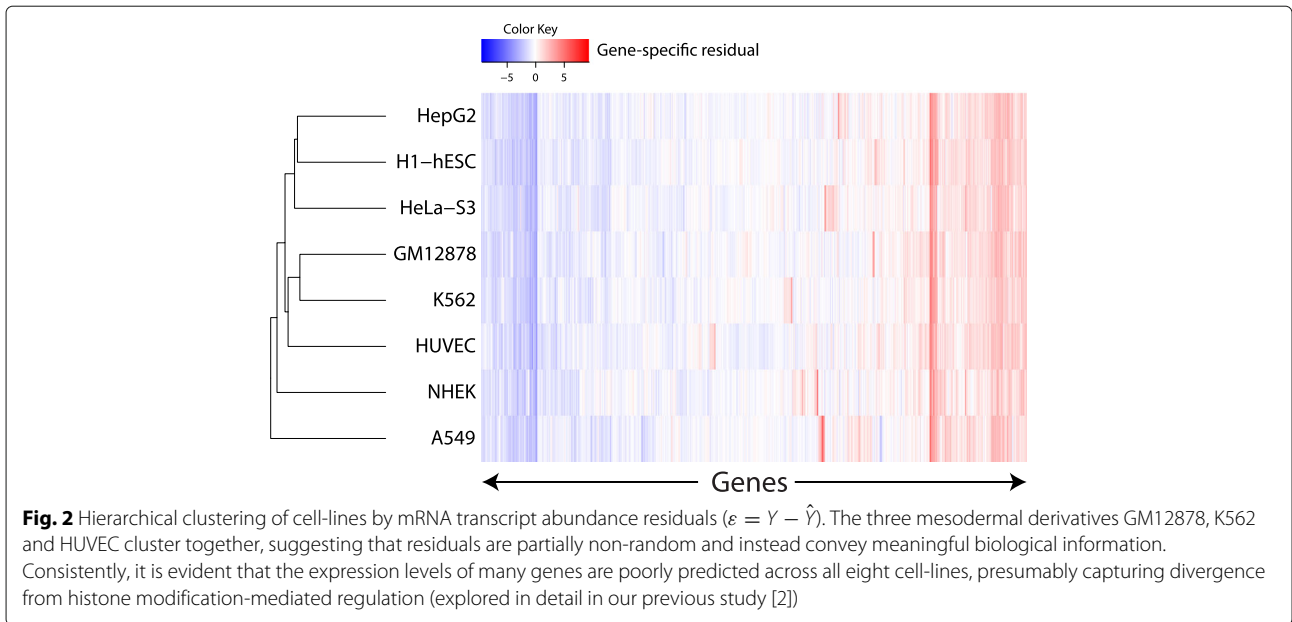 Color Key
Gene-specific residual
−5 0 5
HepG2
H1−hESC
HeLa−S3
GM12878
K562
HUVEC
NHEK
A549
Genes
Fig. 2 Hierarchical clustering of cell-lines by mRNA transcript abundance residuals (ε = Y − Ŷ). The three mesodermal derivatives GM12878, K562
and HUVEC cluster together, suggesting that residuals are partially non-random and instead convey meaningful biological information.
Consistently, it is evident that the expression levels of many genes are poorly predicted across all eight cell-lines, presumably capturing divergence
from histone modification-mediated regulation (explored in detail in our previous study [2])